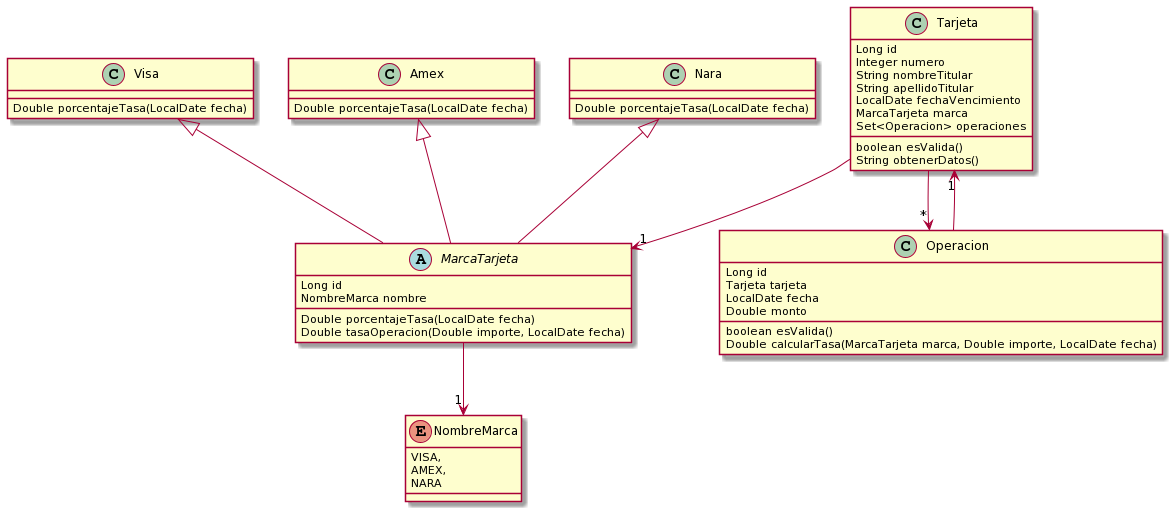 C Tarjeta
Long id
Integer numero
String nombreTitular
String apellidoTitular
LocalDate fechaVencimiento
MarcaTarjeta marca
Set<Operacion> operaciones
boolean esValida()
String obtenerDatos()
C Visa
Double porcentajeTasa(LocalDate fecha)
C Amex
Double porcentajeTasa(LocalDate fecha)
C Nara
Double porcentajeTasa(LocalDate fecha)
1
*
1
A MarcaTarjeta
Long id
NombreMarca nombre
Double porcentajeTasa(LocalDate fecha)
Double tasaOperacion(Double importe, LocalDate fecha)
C Operacion
Long id
Tarjeta tarjeta
LocalDate fecha
Double monto
boolean esValida()
Double calcularTasa(MarcaTarjeta marca, Double importe, LocalDate fecha)
1
E NombreMarca
VISA,
AMEX,
NARA